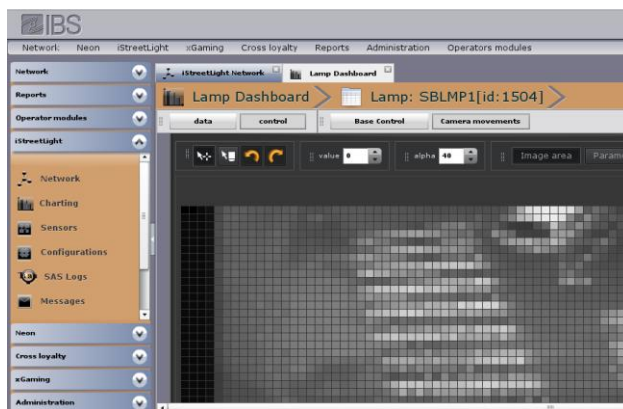 IBS
Network Neon iStreetLight xGaming Cross loyalty Reports Administration Operators modules
Network
Reports
Operator modules
iStreetLight
Network
Charting
Sensors
Configurations
SAS Logs
Messages
Neon
Cross loyalty
xGaming
Administration
iStreetLight Network Lamp Dashboard
Lamp Dashboard Lamp: SBLMP1[id:1504]
data control Base Control Camera movements
value 0 alpha 40 Image area Param